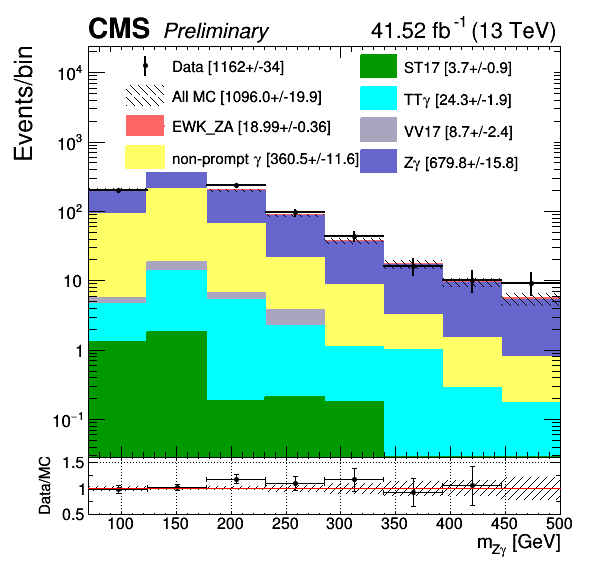 CMS Preliminary 41.52 fb⁻¹ (13 TeV)
Events/bin
Data [1162+/-34]
All MC [1096.0+/-19.9]
EWK_ZA [18.99+/-0.36]
non-prompt γ [360.5+/-11.6]
ST17 [3.7+/-0.9]
TTγ [24.3+/-1.9]
VV17 [8.7+/-2.4]
Zγ [679.8+/-15.8]
10⁴
10³
10²
10
1
10⁻¹
Data/MC
1.5
1
0.5
100 150 200 250 300 350 400 450 500
m_Zγ [GeV]